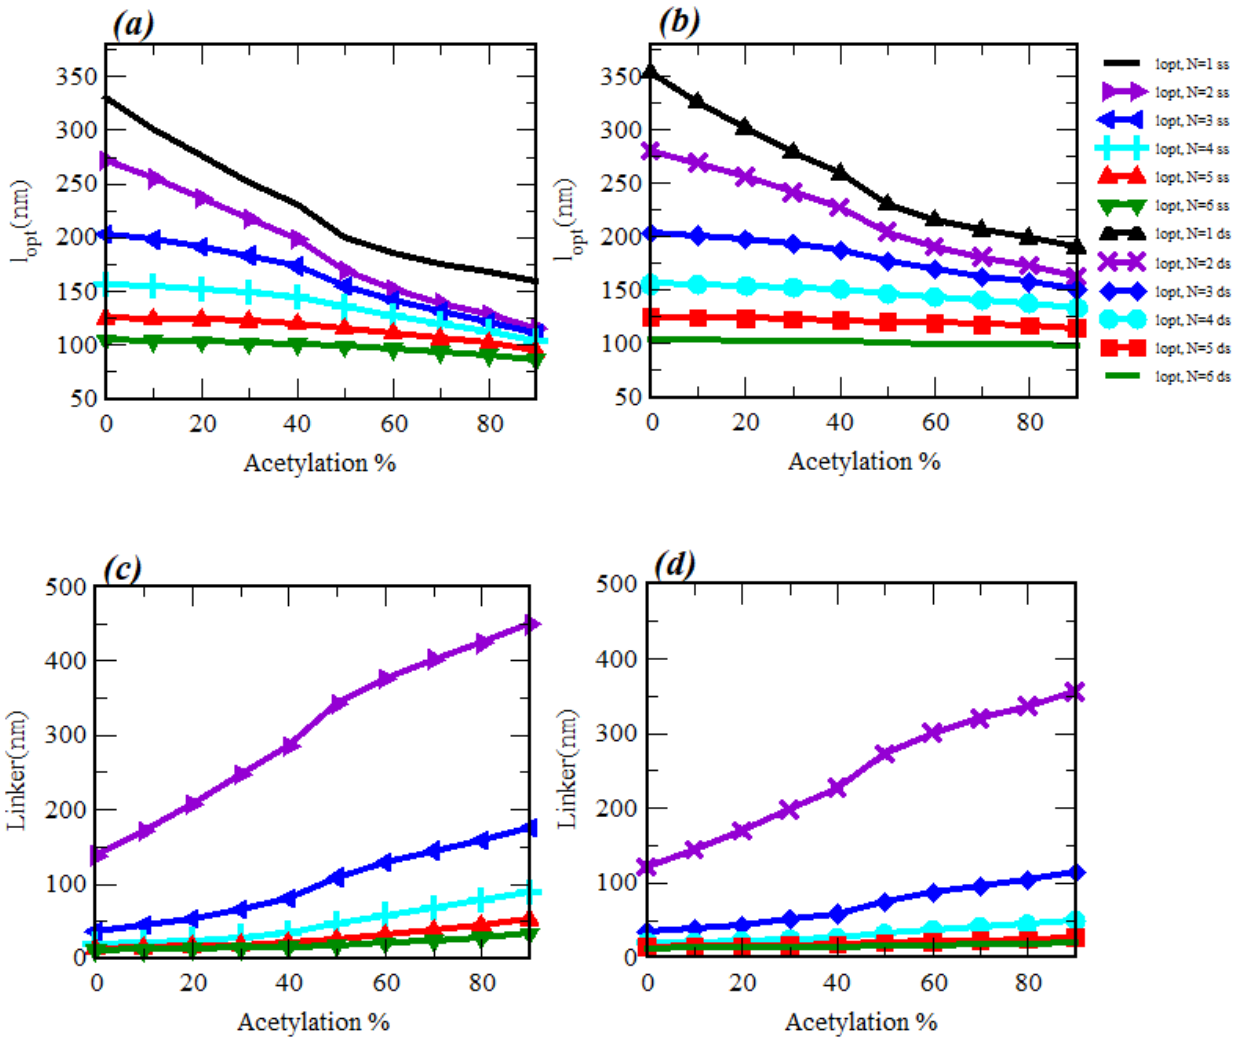 (a)
350
300
250
200
150
100
50
l_opt(nm)
0 20 40 60 80
Acetylation %
(b)
350
300
250
200
150
100
50
l_opt(nm)
0 20 40 60 80
Acetylation %
lopt, N=1 ss
lopt, N=2 ss
lopt, N=3 ss
lopt, N=4 ss
lopt, N=5 ss
lopt, N=6 ss
lopt, N=1 ds
lopt, N=2 ds
lopt, N=3 ds
lopt, N=4 ds
lopt, N=5 ds
lopt, N=6 ds
(c)
500
400
300
200
100
0
Linker(nm)
0 20 40 60 80
Acetylation %
(d)
500
400
300
200
100
0
Linker(nm)
0 20 40 60 80
Acetylation %